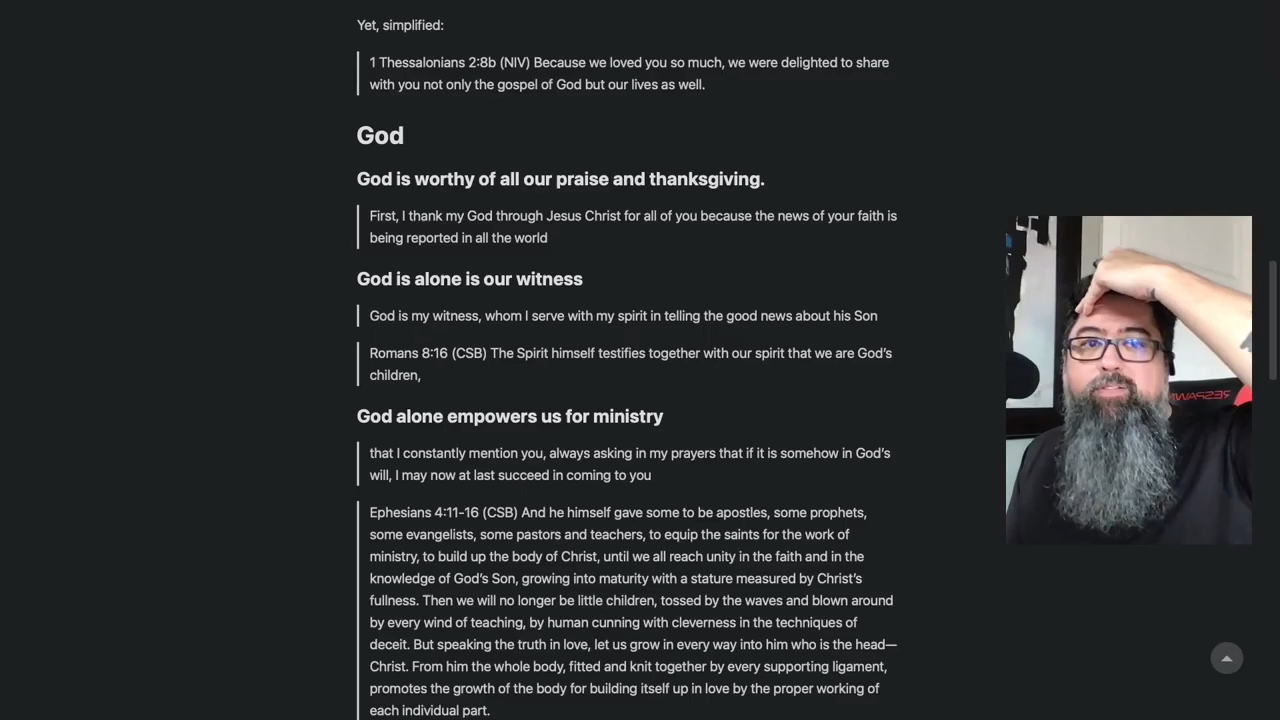 Yet, simplified:
1 Thessalonians 2:8b (NIV) Because we loved you so much, we were delighted to share
with you not only the gospel of God but our lives as well.
God
God is worthy of all our praise and thanksgiving.
First, I thank my God through Jesus Christ for all of you because the news of your faith is
being reported in all the world
God is alone is our witness
God is my witness, whom I serve with my spirit in telling the good news about his Son
Romans 8:16 (CSB) The Spirit himself testifies together with our spirit that we are God’s
children,
God alone empowers us for ministry
that I constantly mention you, always asking in my prayers that if it is somehow in God’s
will, I may now at last succeed in coming to you
Ephesians 4:11-16 (CSB) And he himself gave some to be apostles, some prophets,
some evangelists, some pastors and teachers, to equip the saints for the work of
ministry, to build up the body of Christ, until we all reach unity in the faith and in the
knowledge of God’s Son, growing into maturity with a stature measured by Christ’s
fullness. Then we will no longer be little children, tossed by the waves and blown around
by every wind of teaching, by human cunning with cleverness in the techniques of
deceit. But speaking the truth in love, let us grow in every way into him who is the head—
Christ. From him the whole body, fitted and knit together by every supporting ligament,
promotes the growth of the body for building itself up in love by the proper working of
each individual part.
RESPAWN